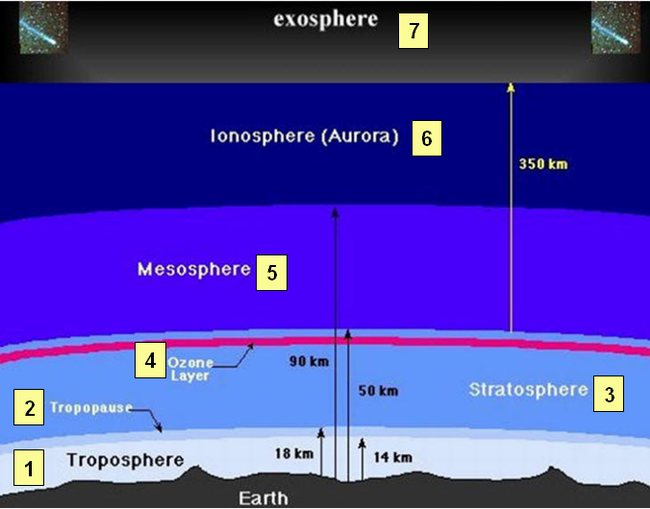 exosphere 7
Ionosphere (Aurora) 6
350 km
Mesosphere 5
4 Ozone
Layer
90 km
50 km
Stratosphere 3
2 Tropopause
18 km
14 km
1 Troposphere
Earth